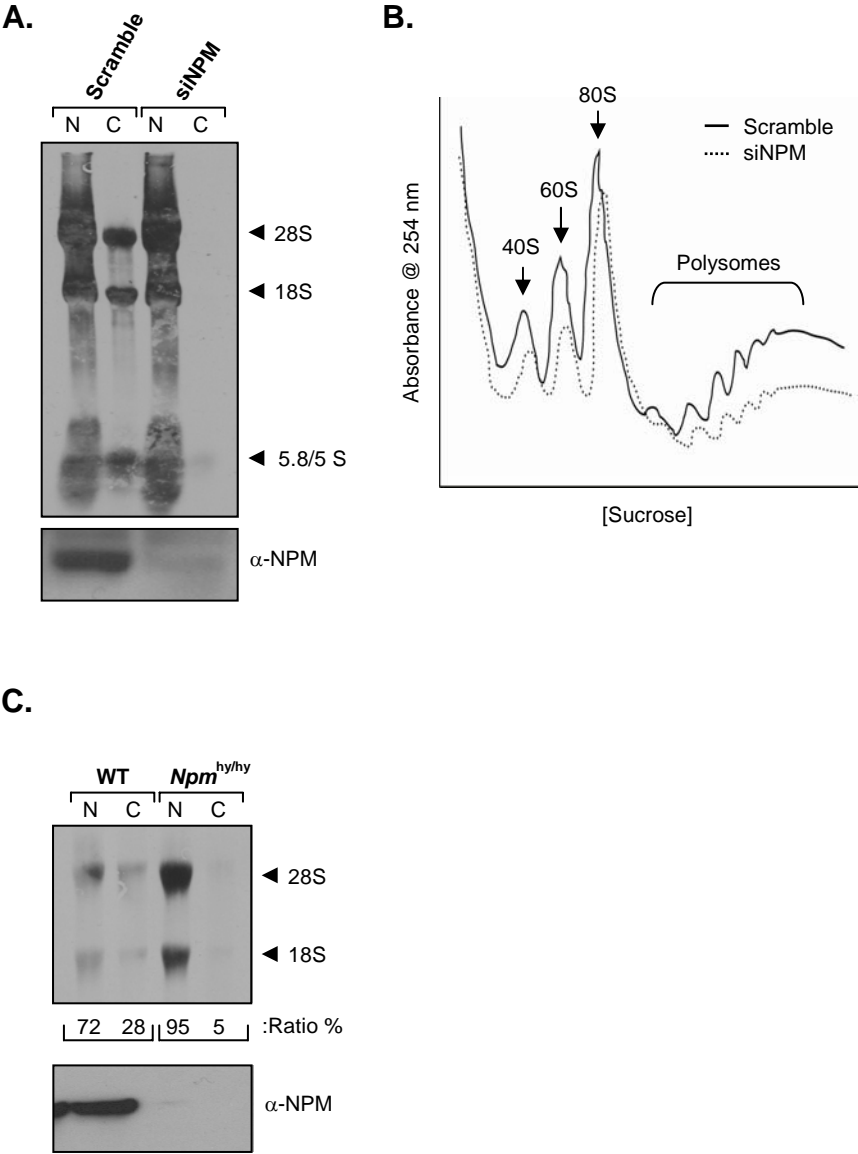 A.
Scramble siNPM
N C N C
28S
18S
5.8/5 S
α-NPM
B.
80S
Scramble
siNPM
60S
40S
Polysomes
Absorbance @ 254 nm
[Sucrose]
C.
WT Npm^hy/hy
N C N C
28S
18S
72 28 95 5 :Ratio %
α-NPM